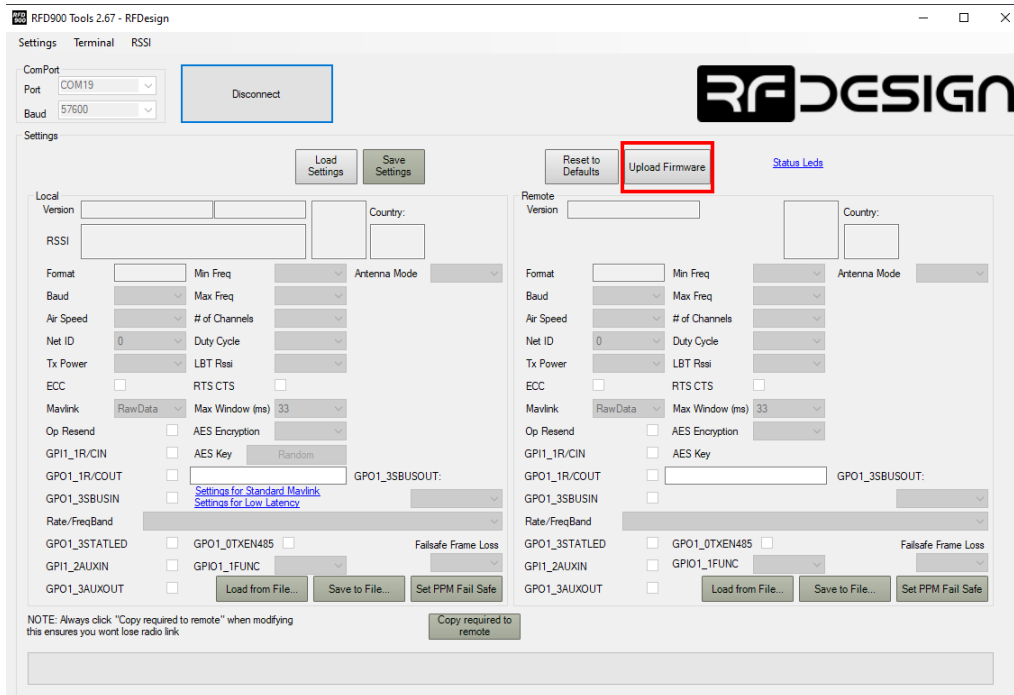 RFD900 Tools 2.67 - RFDesign
Settings Terminal RSSI
ComPort
Port COM19
Baud 57600
Disconnect
RFDESIGN
Settings
Load Settings
Save Settings
Reset to Defaults
Upload Firmware
Status Leds
Local
Version
Country:
RSSI
Format Min Freq Antenna Mode
Baud Max Freq
Air Speed # of Channels
Net ID 0 Duty Cycle
Tx Power LBT Rssi
ECC RTS CTS
Mavlink RawData Max Window (ms) 33
Op Resend AES Encryption
GPI1_1R/CIN AES Key Random
GPO1_1R/COUT GPO1_3SBUSOUT:
GPO1_3SBUSIN Settings for Standard Mavlink
Settings for Low Latency
Rate/FreqBand
GPO1_3STATLED GPO1_0TXEN485 Failsafe Frame Loss
GPI1_2AUXIN GPIO1_1FUNC
GPO1_3AUXOUT Load from File... Save to File... Set PPM Fail Safe
Remote
Version
Country:
Format Min Freq Antenna Mode
Baud Max Freq
Air Speed # of Channels
Net ID 0 Duty Cycle
Tx Power LBT Rssi
ECC RTS CTS
Mavlink RawData Max Window (ms) 33
Op Resend AES Encryption
GPI1_1R/CIN AES Key
GPO1_1R/COUT GPO1_3SBUSOUT:
GPO1_3SBUSIN
Rate/FreqBand
GPO1_3STATLED GPO1_0TXEN485 Failsafe Frame Loss
GPI1_2AUXIN GPIO1_1FUNC
GPO1_3AUXOUT Load from File... Save to File... Set PPM Fail Safe
NOTE: Always click "Copy required to remote" when modifying
this ensures you wont lose radio link
Copy required to
remote